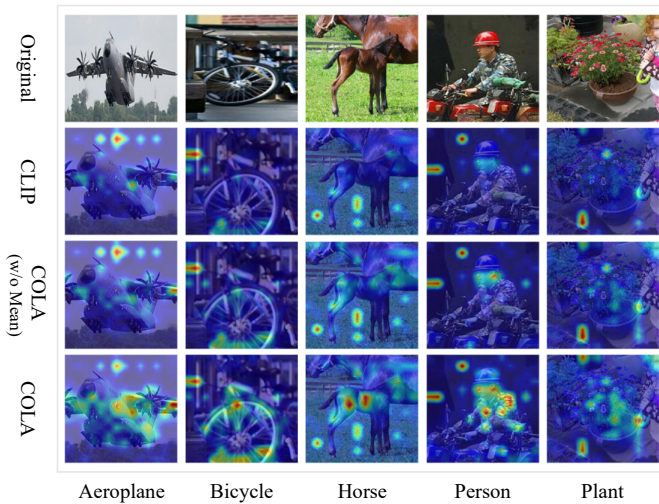 Original
CLIP
COLA
(w/o Mean)
COLA
Aeroplane
Bicycle
Horse
Person
Plant